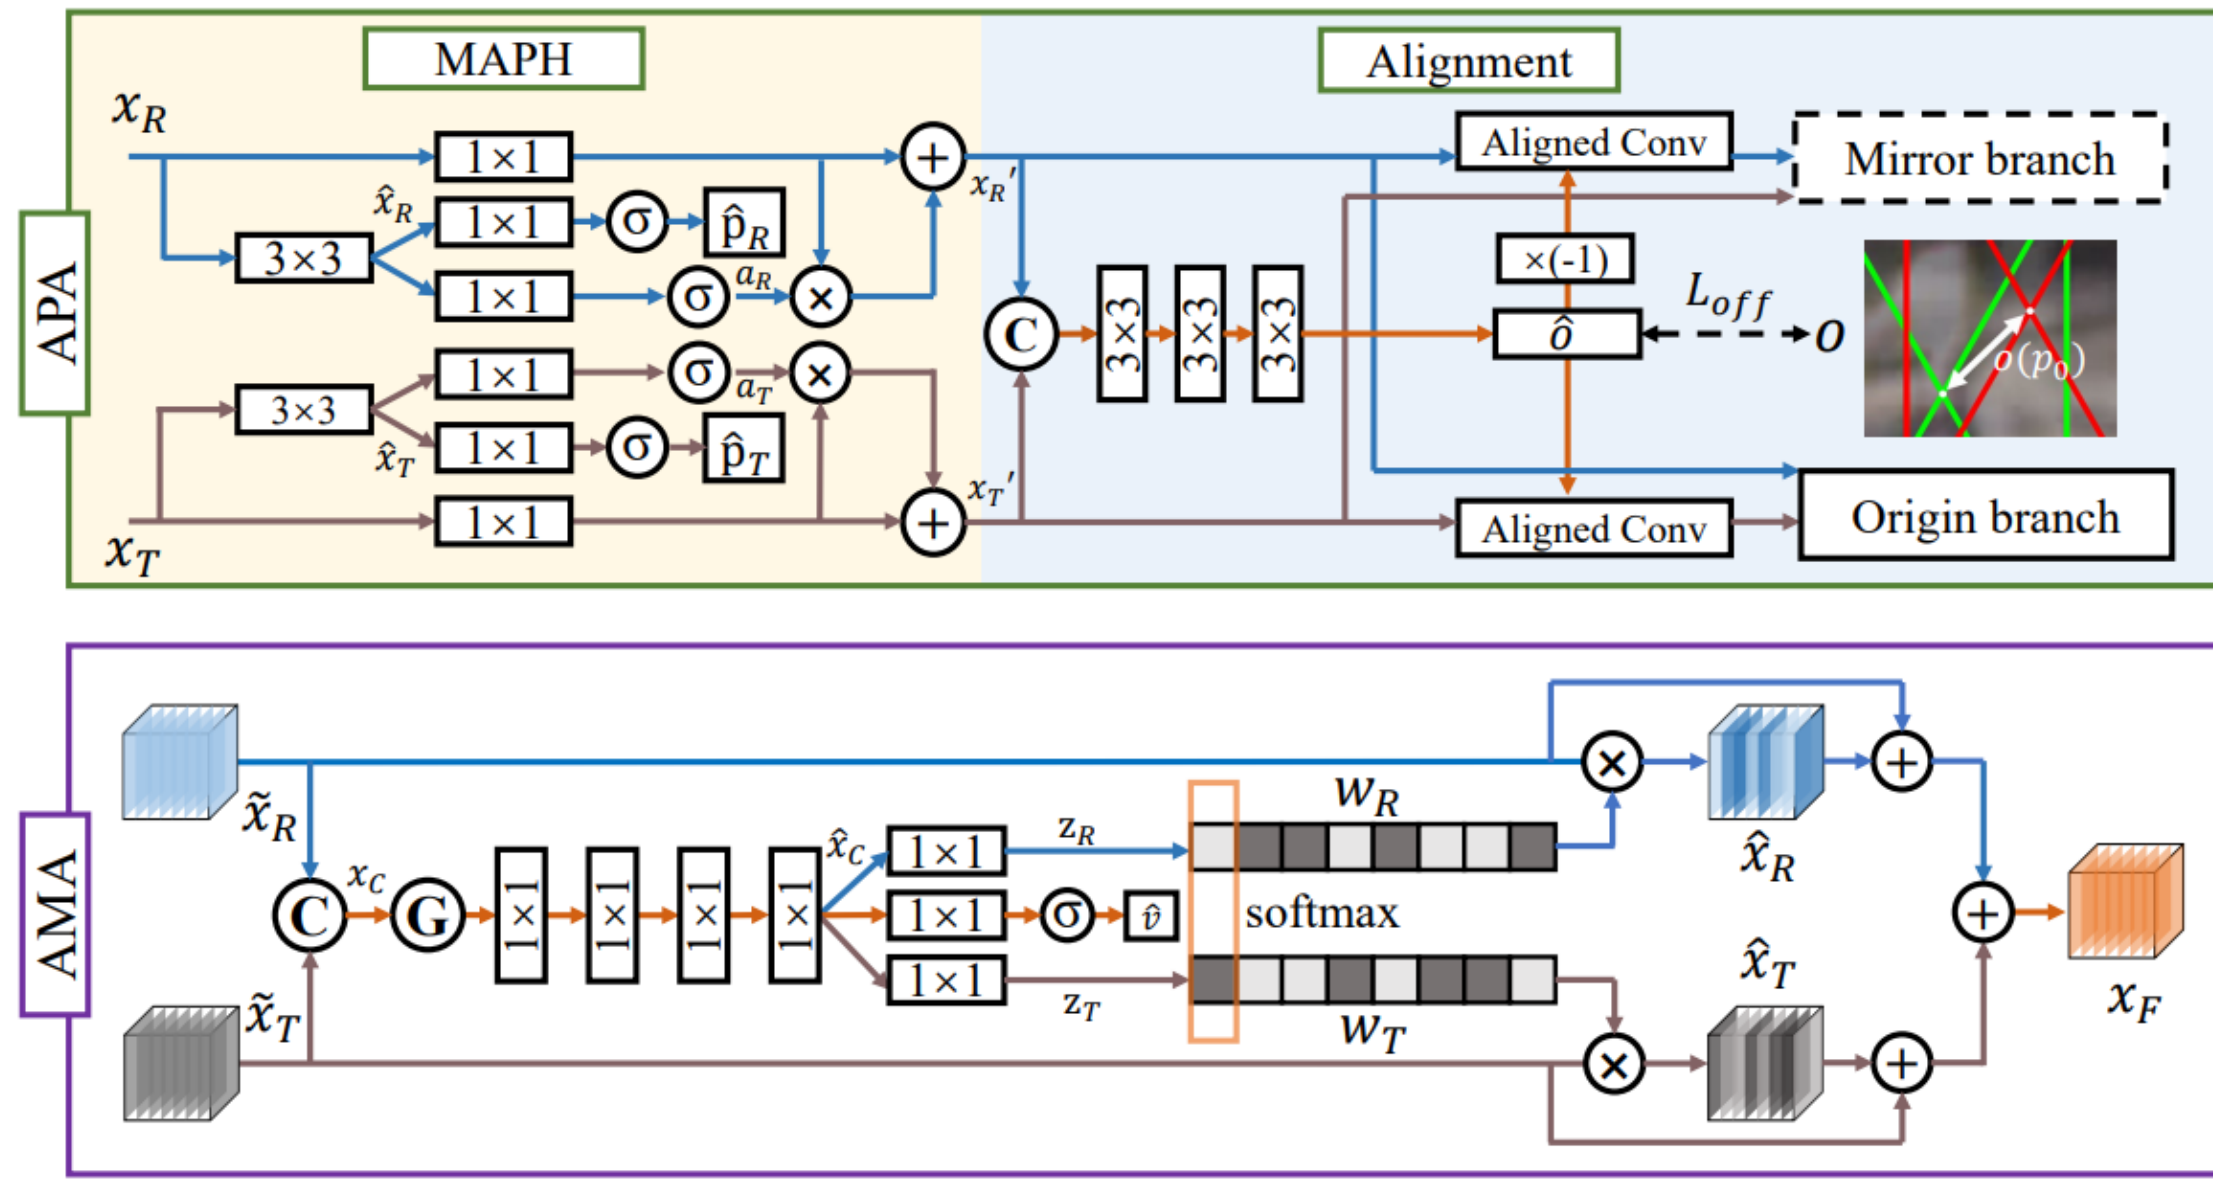 MAPH
Alignment
APA
x_R
1×1
+
x_R′
Aligned Conv
Mirror branch
x̂_R
1×1
σ
p̂_R
3×3
1×1
σ
a_R
×
×(-1)
C
3×3
3×3
3×3
ô
L_off
O
o(p_0)
3×3
1×1
σ
a_T
×
x̂_T
1×1
σ
p̂_T
x_T
1×1
+
x_T′
Aligned Conv
Origin branch
AMA
x̃_R
×
x̂_R
+
w_R
C
x_C
G
1×1
1×1
1×1
1×1
x̂_C
1×1
z_R
1×1
σ
v̂
softmax
1×1
z_T
w_T
+
x_F
x̃_T
×
x̂_T
+